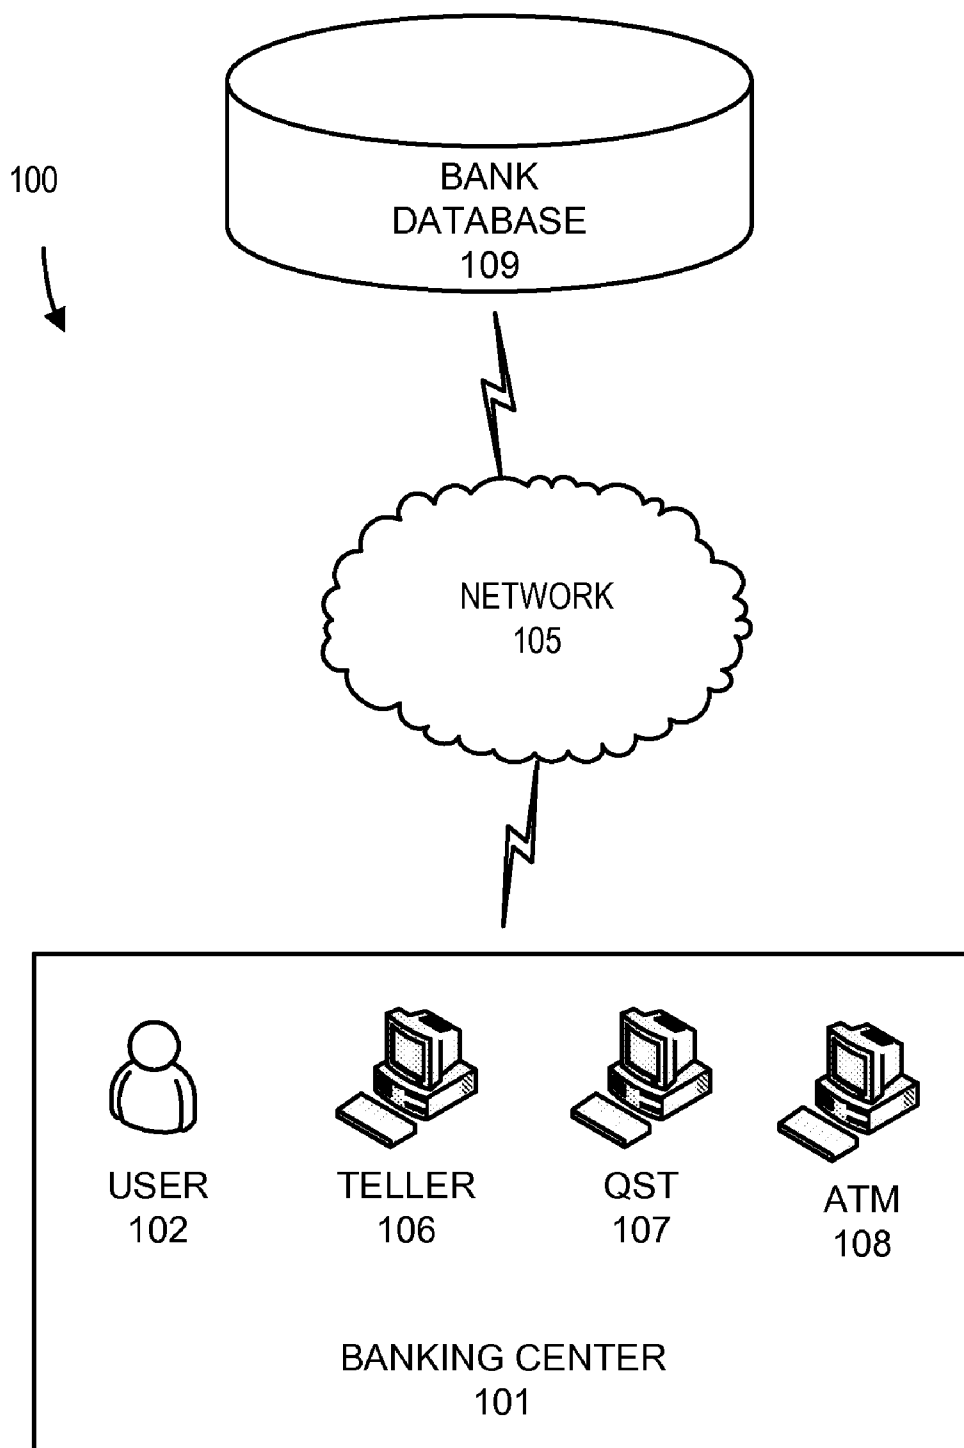 100
BANK
DATABASE
109
NETWORK
105
USER
102
TELLER
106
QST
107
ATM
108
BANKING CENTER
101